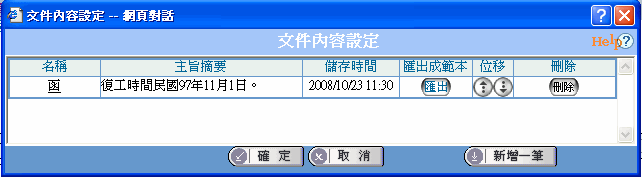 文件內容設定 -- 網頁對話
文件內容設定
Help?
名稱 主旨摘要 儲存時間 匯出成範本 位移 刪除
函 復工時間民國97年11月1日。 2008/10/23 11:30 匯出 刪除
確 定 取 消 新增一筆